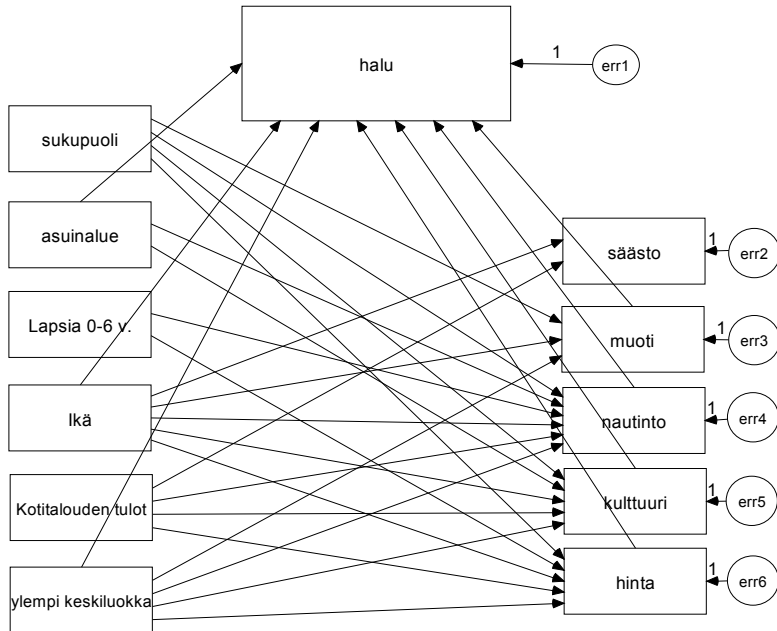 halu
1
err1
sukupuoli
asuinalue
säästo
1
err2
Lapsia 0-6 v.
muoti
1
err3
Ikä
nautinto
1
err4
Kotitalouden tulot
kulttuuri
1
err5
ylempi keskiluokka
hinta
1
err6